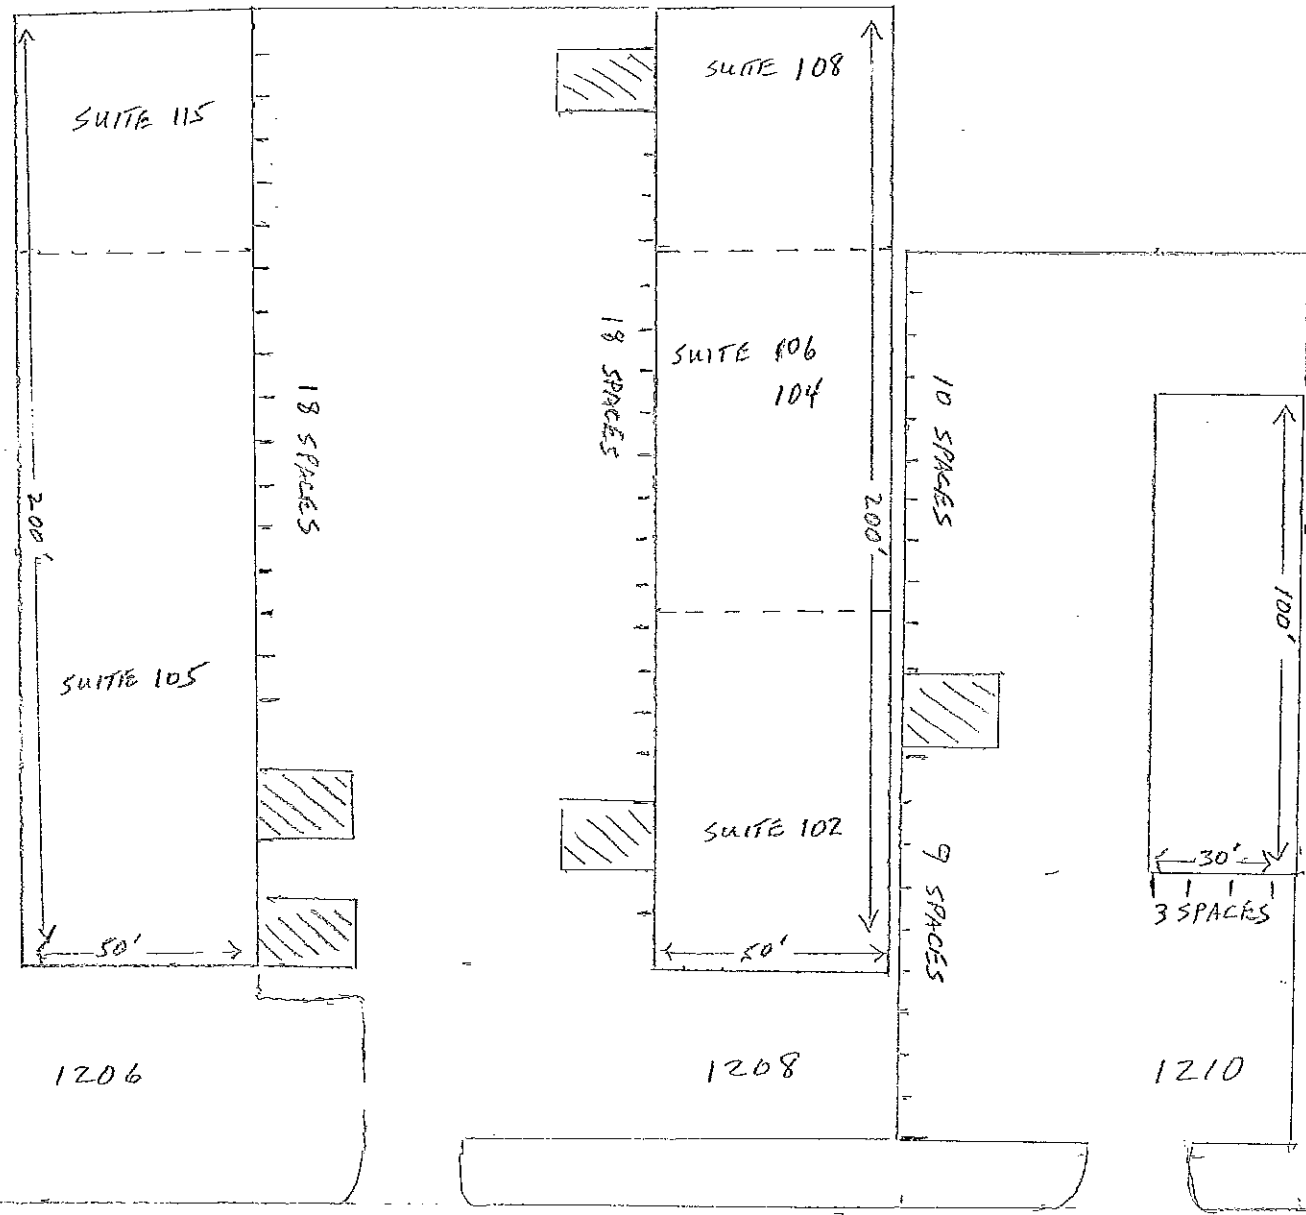 SUITE 115
SUITE 108
SUITE 106
104
18 SPACES
18 SPACES
10 SPACES
200'
200'
100'
SUITE 105
SUITE 102
9 SPACES
30'
3 SPACES
50'
50'
1206
1208
1210